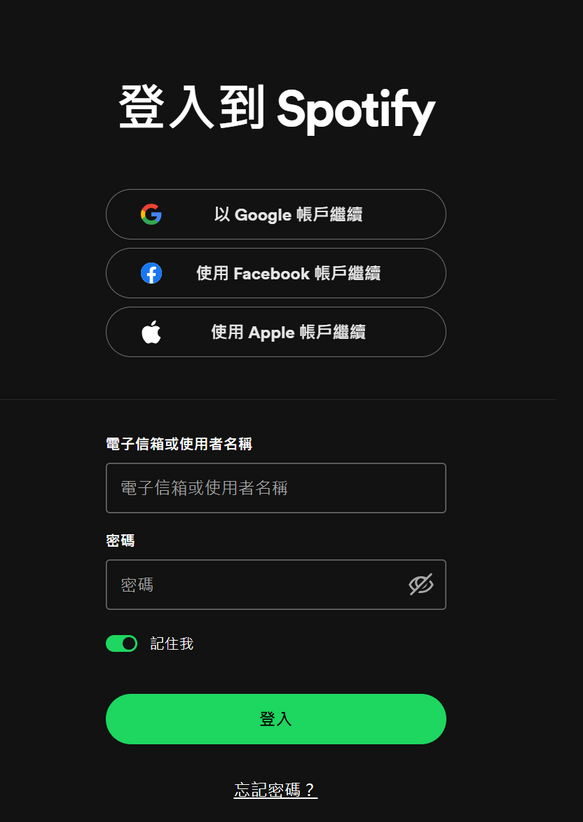 登入到 Spotify
以 Google 帳戶繼續
使用 Facebook 帳戶繼續
使用 Apple 帳戶繼續
電子信箱或使用者名稱
電子信箱或使用者名稱
密碼
密碼
記住我
登入
忘記密碼？